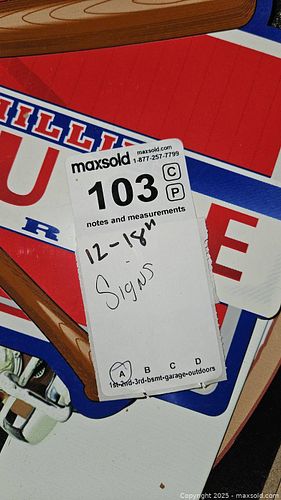 PHILLI
U E
R
maxsold maxsold.com
1-877-257-7799
103 C
P
notes and measurements
12-18"
Signs
A B C D
1st-2nd-3rd-bsmt-garage-outdoors
Copyright 2025 - maxsold.com